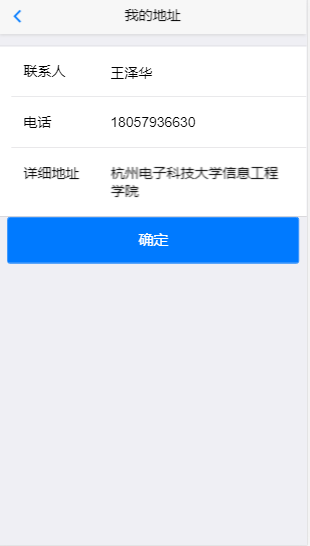 我的地址
联系人 王泽华
电话 18057936630
详细地址 杭州电子科技大学信息工程
学院
确定